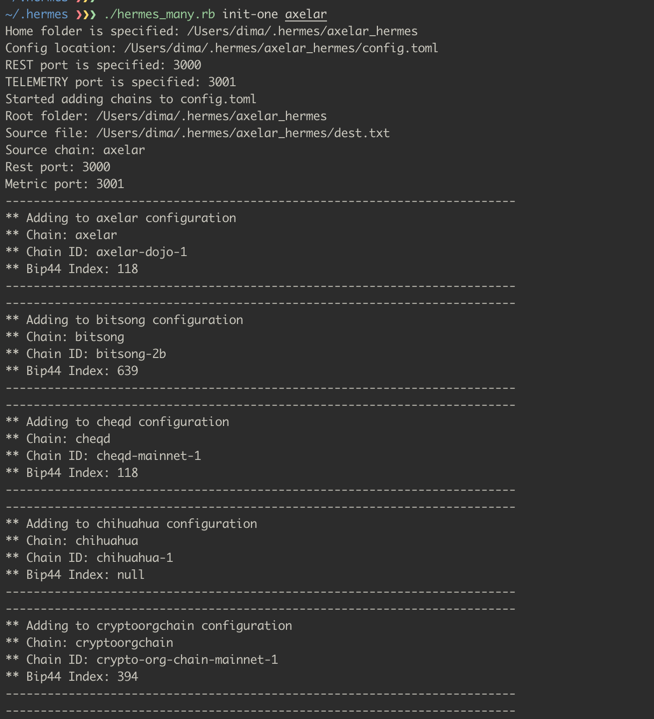 ~/.hermes ❯❯❯ ./hermes_many.rb init-one axelar
Home folder is specified: /Users/dima/.hermes/axelar_hermes
Config location: /Users/dima/.hermes/axelar_hermes/config.toml
REST port is specified: 3000
TELEMETRY port is specified: 3001
Started adding chains to config.toml
Root folder: /Users/dima/.hermes/axelar_hermes
Source file: /Users/dima/.hermes/axelar_hermes/dest.txt
Source chain: axelar
Rest port: 3000
Metric port: 3001
-------------------------------------------------------------------------
** Adding to axelar configuration
** Chain: axelar
** Chain ID: axelar-dojo-1
** Bip44 Index: 118
-------------------------------------------------------------------------
-------------------------------------------------------------------------
** Adding to bitsong configuration
** Chain: bitsong
** Chain ID: bitsong-2b
** Bip44 Index: 639
-------------------------------------------------------------------------
-------------------------------------------------------------------------
** Adding to cheqd configuration
** Chain: cheqd
** Chain ID: cheqd-mainnet-1
** Bip44 Index: 118
-------------------------------------------------------------------------
-------------------------------------------------------------------------
** Adding to chihuahua configuration
** Chain: chihuahua
** Chain ID: chihuahua-1
** Bip44 Index: null
-------------------------------------------------------------------------
-------------------------------------------------------------------------
** Adding to cryptoorgchain configuration
** Chain: cryptoorgchain
** Chain ID: crypto-org-chain-mainnet-1
** Bip44 Index: 394
-------------------------------------------------------------------------
-------------------------------------------------------------------------